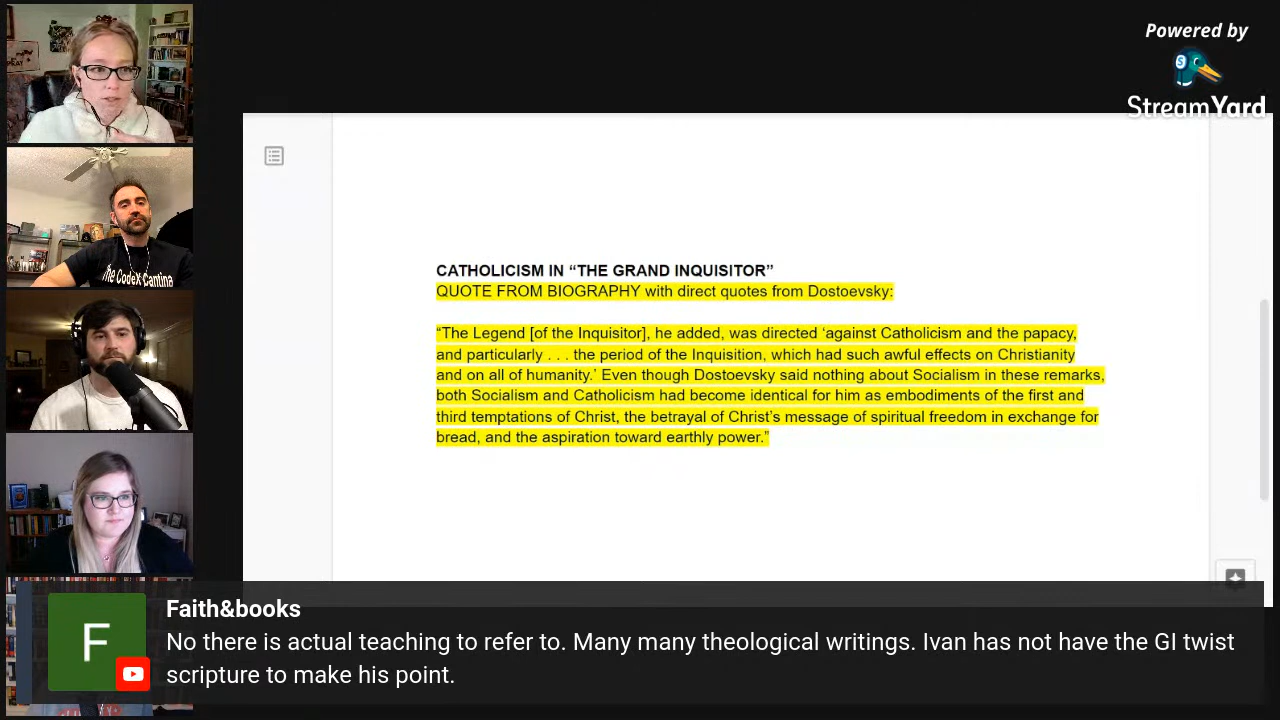 Powered by
StreamYard
The CodeX Cantina
CATHOLICISM IN “THE GRAND INQUISITOR”
QUOTE FROM BIOGRAPHY with direct quotes from Dostoevsky:
“The Legend [of the Inquisitor], he added, was directed ‘against Catholicism and the papacy,
and particularly . . . the period of the Inquisition, which had such awful effects on Christianity
and on all of humanity.’ Even though Dostoevsky said nothing about Socialism in these remarks,
both Socialism and Catholicism had become identical for him as embodiments of the first and
third temptations of Christ, the betrayal of Christ’s message of spiritual freedom in exchange for
bread, and the aspiration toward earthly power.”
F
Faith&books
No there is actual teaching to refer to. Many many theological writings. Ivan has not have the GI twist
scripture to make his point.